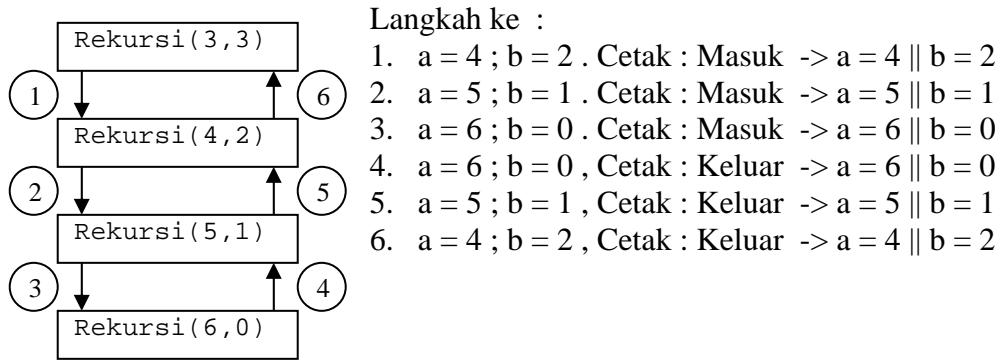 Rekursi(3,3)
1
6
Rekursi(4,2)
2
5
Rekursi(5,1)
3
4
Rekursi(6,0)
Langkah ke :
1. a = 4 ; b = 2 . Cetak : Masuk -> a = 4 || b = 2
2. a = 5 ; b = 1 . Cetak : Masuk -> a = 5 || b = 1
3. a = 6 ; b = 0 . Cetak : Masuk -> a = 6 || b = 0
4. a = 6 ; b = 0 , Cetak : Keluar -> a = 6 || b = 0
5. a = 5 ; b = 1 , Cetak : Keluar -> a = 5 || b = 1
6. a = 4 ; b = 2 , Cetak : Keluar -> a = 4 || b = 2